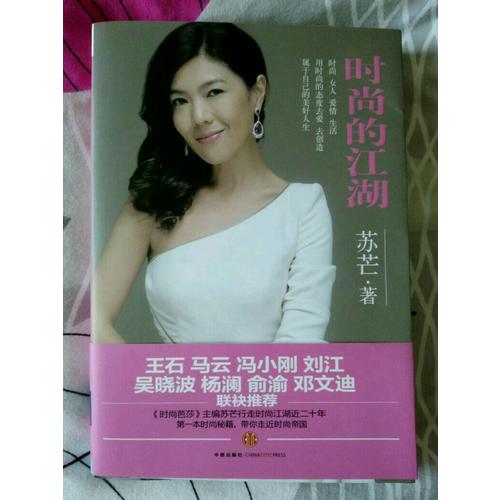 时尚的江湖
苏芒·著
时尚 女人 爱情 生活
用时尚的态度去爱 去创造
属于自己的美好人生
王石 马云 冯小刚 刘江
吴晓波 杨澜 俞渝 邓文迪
联袂推荐
《时尚芭莎》主编苏芒行走时尚江湖近二十年
第一本时尚秘籍，带你走近时尚帝国
中信出版社·CHINACITICPRESS